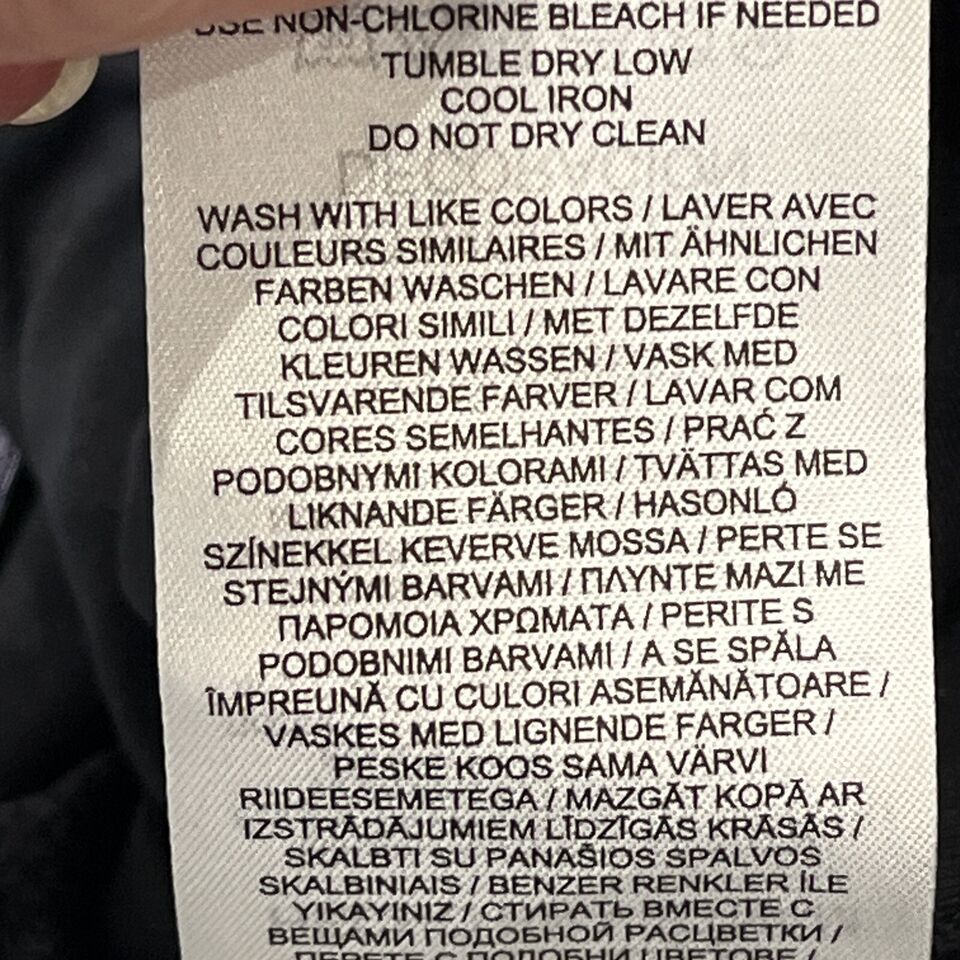 USE NON-CHLORINE BLEACH IF NEEDED
TUMBLE DRY LOW
COOL IRON
DO NOT DRY CLEAN
WASH WITH LIKE COLORS / LAVER AVEC
COULEURS SIMILAIRES / MIT ÄHNLICHEN
FARBEN WASCHEN / LAVARE CON
COLORI SIMILI / MET DEZELFDE
KLEUREN WASSEN / VASK MED
TILSVARENDE FARVER / LAVAR COM
CORES SEMELHANTES / PRAĆ Z
PODOBNYMI KOLORAMI / TVÄTTAS MED
LIKNANDE FÄRGER / HASONLÓ
SZÍNEKKEL KEVERVE MOSSA / PERTE SE
STEJNÝMI BARVAMI / ΠΛΥΝΤΕ ΜΑΖΙ ΜΕ
ΠΑΡΟΜΟΙΑ ΧΡΩΜΑΤΑ / PERITE S
PODOBNIMI BARVAMI / A SE SPĂLA
ÎMPREUNĂ CU CULORI ASEMĂNĂTOARE /
VASKES MED LIGNENDE FARGER /
PESKE KOOS SAMA VÄRVI
RIIDEESEMETEGA / MAZGĀT KOPĀ AR
IZSTRĀDĀJUMIEM LĪDZĪGĀS KRĀSĀS /
SKALBTI SU PANAŠIOS SPALVOS
SKALBINIAIS / BENZER RENKLER İLE
YIKAYINIZ / СТИРАТЬ ВМЕСТЕ С
ВЕЩАМИ ПОДОБНОЙ РАСЦВЕТКИ /
ПЕРЕТЕ С ПОДОБНИ ЦВЕТОВЕ /